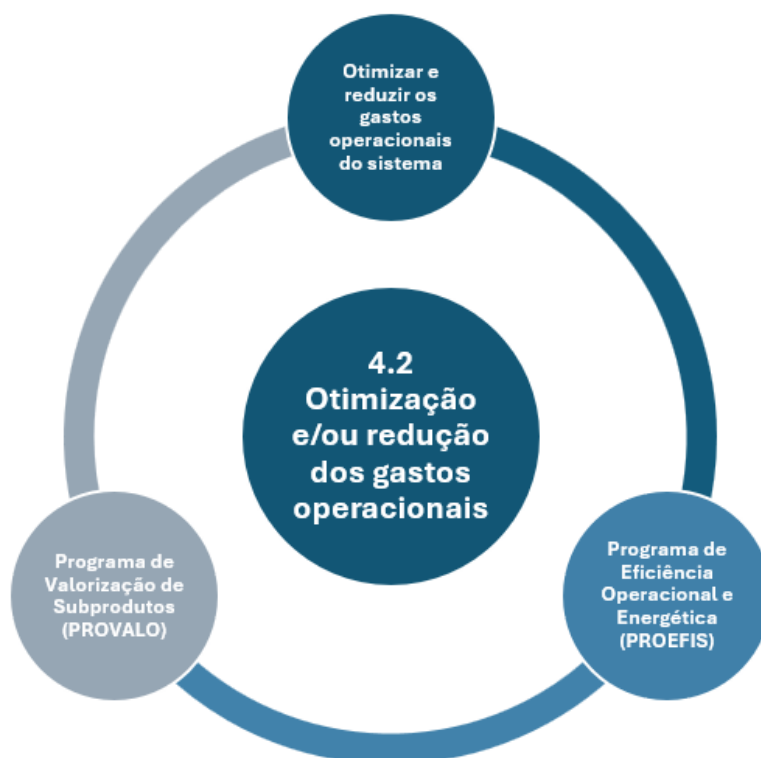 Otimizar e
reduzir os
gastos
operacionais
do sistema
4.2
Otimização
e/ou redução
dos gastos
operacionais
Programa de
Valorização de
Subprodutos
(PROVALO)
Programa de
Eficiência
Operacional e
Energética
(PROEFIS)